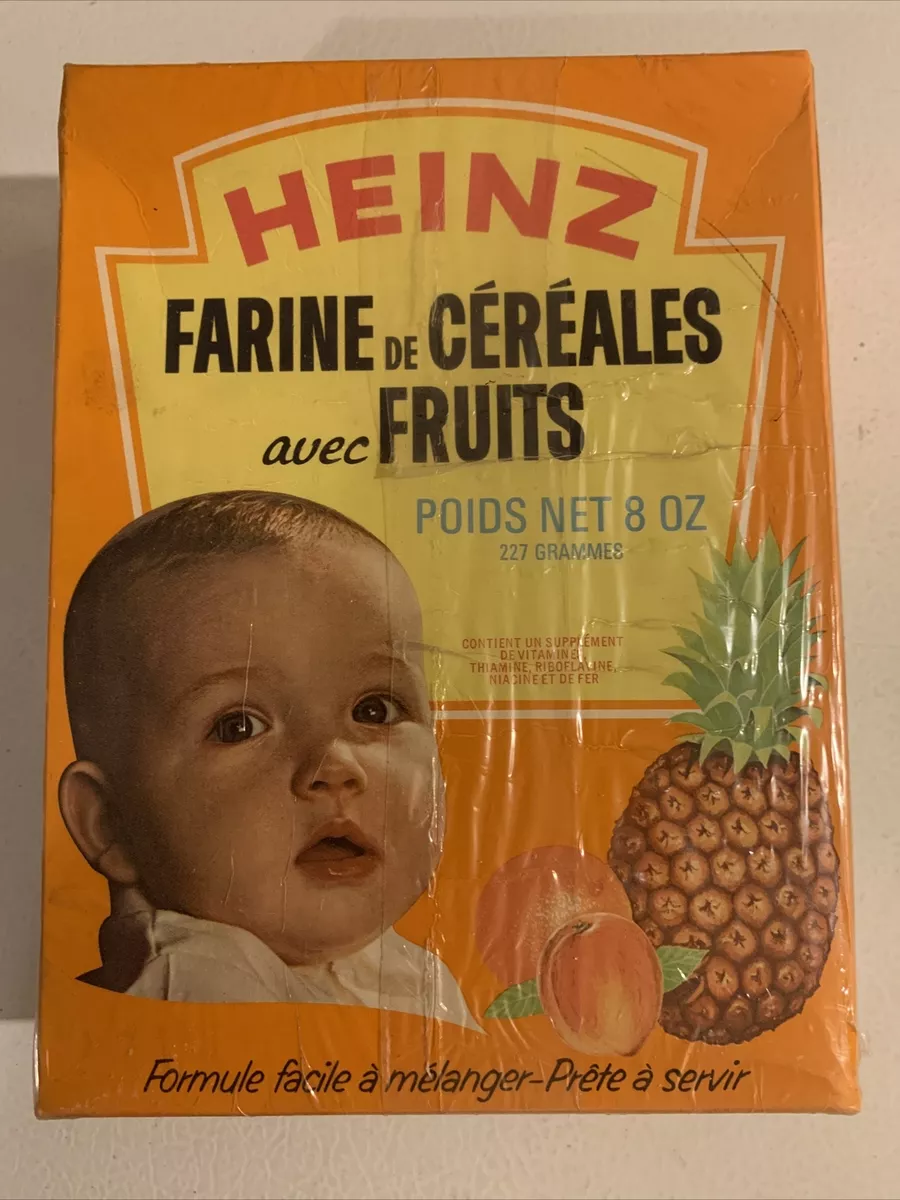 HEINZ
FARINE DE CÉRÉALES
avec FRUITS
POIDS NET 8 OZ
227 GRAMMES
CONTIENT UN SUPPLÉMENT
DE VITAMINE,
THIAMINE, RIBOFLAVINE,
NIACINE ET DE FER
Formule facile à mélanger-Prête à servir